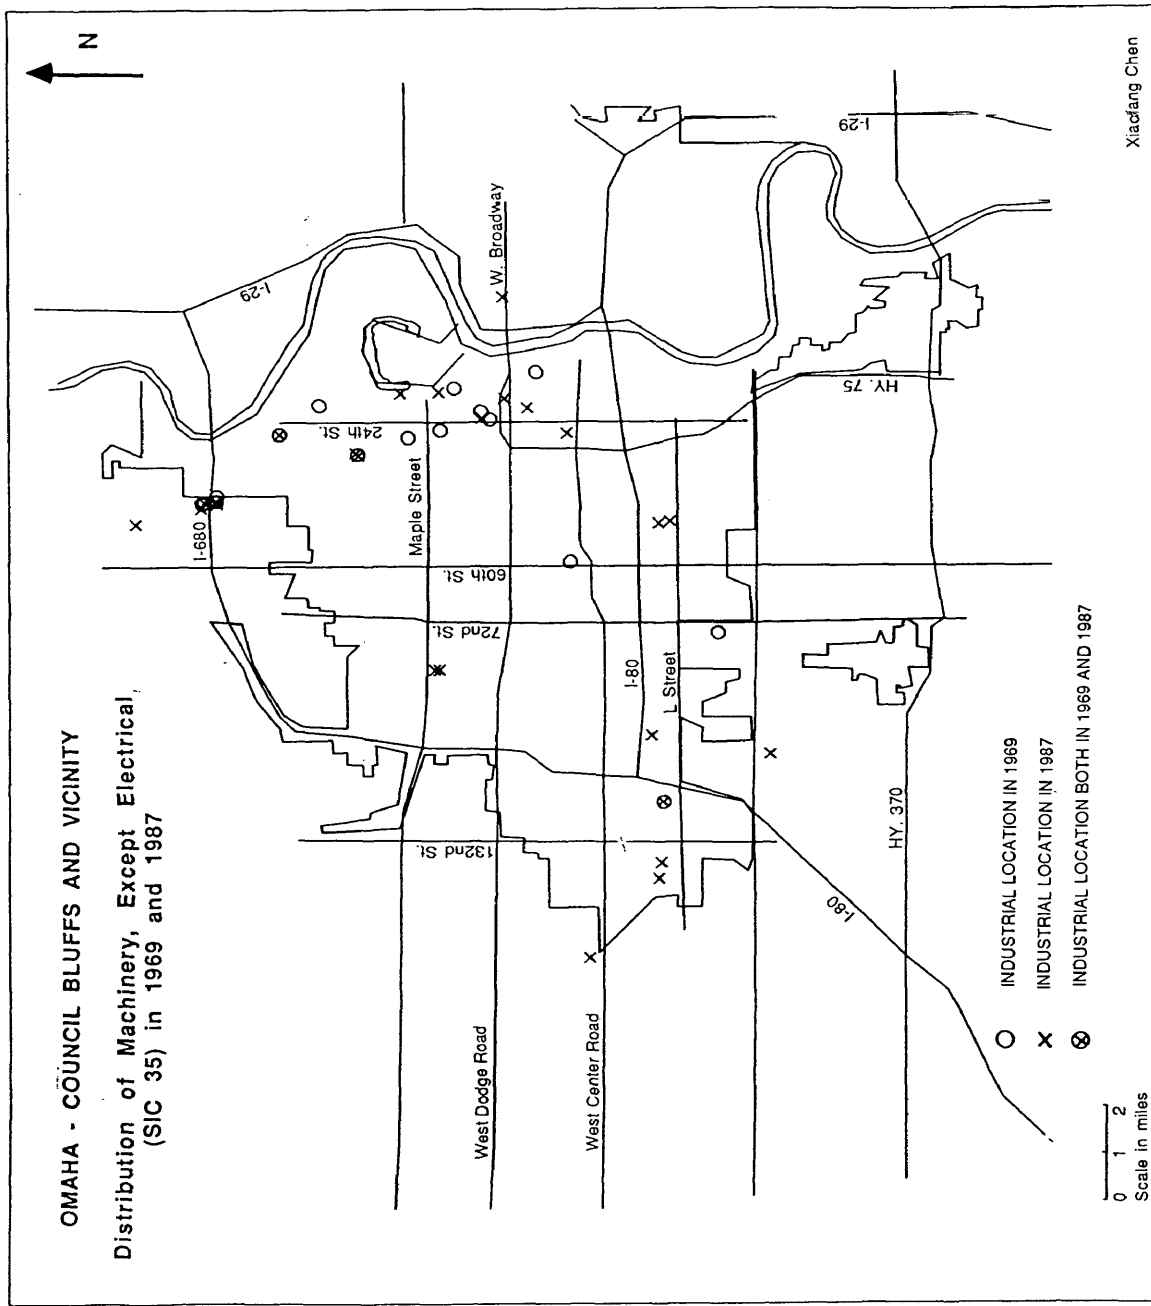 OMAHA - COUNCIL BLUFFS AND VICINITY
Distribution of Machinery, Except Electrical,
(SIC 35) in 1969 and 1987
N
I-680
I-29
24th St.
Maple Street
60th St.
72nd St.
W. Broadway
132nd St.
West Dodge Road
West Center Road
I-80
L Street
HY. 75
I-29
I-80
HY. 370
INDUSTRIAL LOCATION IN 1969
INDUSTRIAL LOCATION IN 1987
INDUSTRIAL LOCATION BOTH IN 1969 AND 1987
0 1 2
Scale in miles
Xiaofang Chen